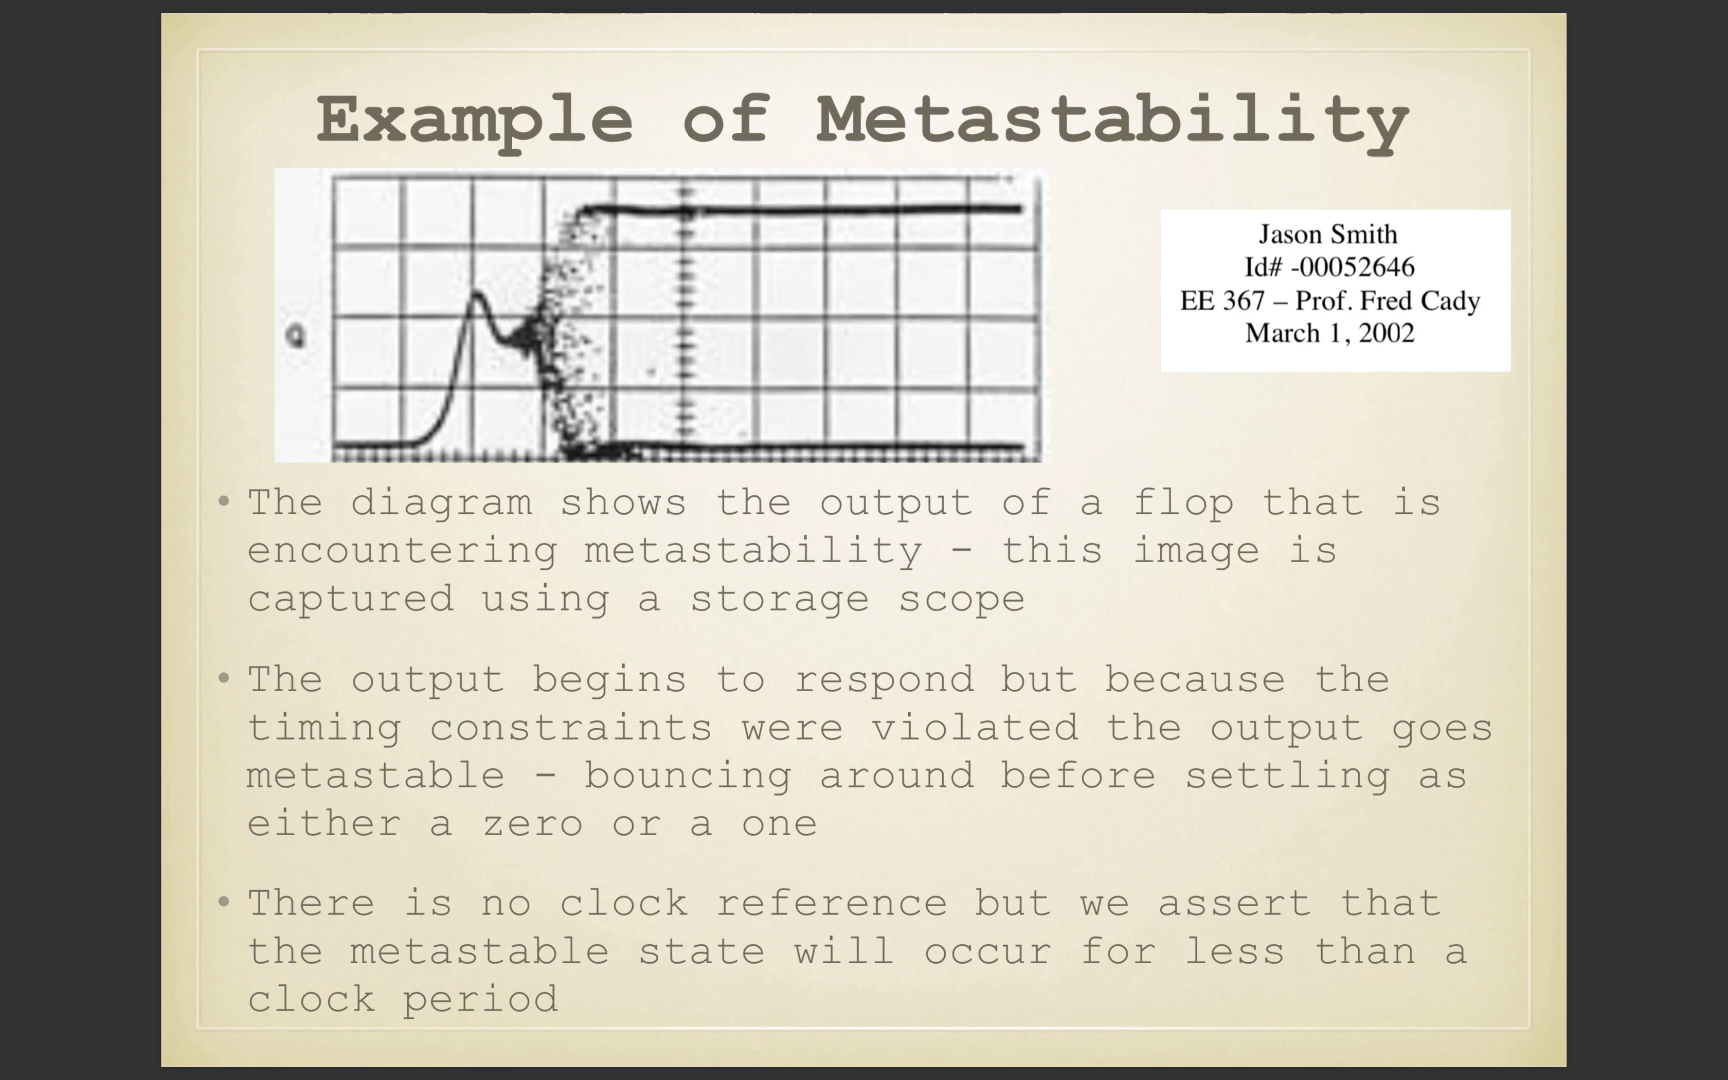 Example of Metastability
Q
Jason Smith
Id# -00052646
EE 367 – Prof. Fred Cady
March 1, 2002
• The diagram shows the output of a flop that is
encountering metastability - this image is
captured using a storage scope
• The output begins to respond but because the
timing constraints were violated the output goes
metastable - bouncing around before settling as
either a zero or a one
• There is no clock reference but we assert that
the metastable state will occur for less than a
clock period